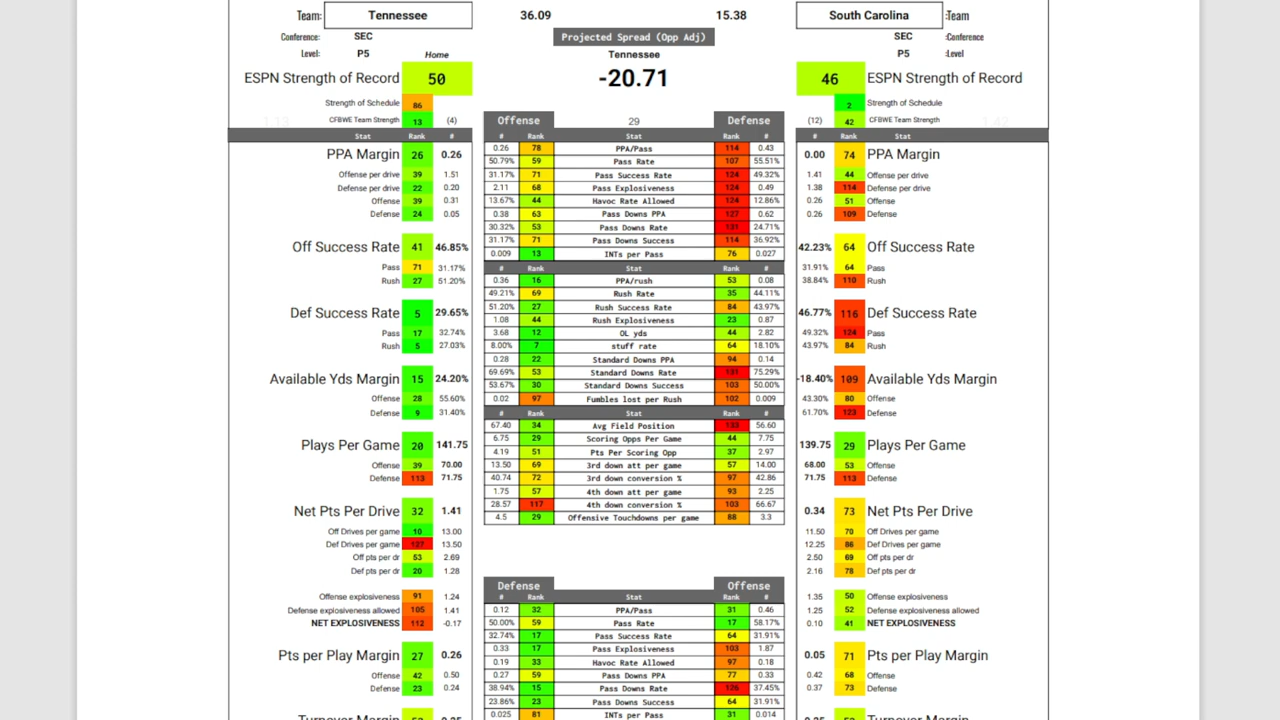 Team: Tennessee 36.09 15.38 South Carolina :Team
Conference: SEC Projected Spread (Opp Adj) SEC :Conference
Level: P5 Home Tennessee P5 :Level
ESPN Strength of Record 50 -20.71 46 ESPN Strength of Record
Strength of Schedule 86 2 Strength of Schedule
1.13 CFBWE Team Strength 13 (4) Offense 29 Defense (12) 42 CFBWE Team Strength 1.42
Stat Rank # # Rank Stat Rank # # Rank Stat
PPA Margin 26 0.26 0.26 78 PPA/Pass 114 0.43 0.00 74 PPA Margin
50.79% 59 Pass Rate 107 55.51%
Offense per drive 39 1.51 31.17% 71 Pass Success Rate 124 49.32% 1.41 44 Offense per drive
Defense per drive 22 0.20 2.11 68 Pass Explosiveness 124 0.49 1.38 114 Defense per drive
Offense 39 0.31 13.67% 44 Havoc Rate Allowed 124 12.86% 0.26 51 Offense
Defense 24 0.05 0.38 63 Pass Downs PPA 127 0.62 0.26 109 Defense
30.32% 53 Pass Downs Rate 131 24.71%
Off Success Rate 41 46.85% 31.17% 71 Pass Downs Success 114 36.92% 42.23% 64 Off Success Rate
0.009 13 INTs per Pass 76 0.027
Pass 71 31.17% # Rank Stat Rank # 31.91% 64 Pass
Rush 27 51.20% 0.36 16 PPA/rush 53 0.08 38.84% 110 Rush
49.21% 69 Rush Rate 35 44.11%
Def Success Rate 5 29.65% 51.20% 27 Rush Success Rate 84 43.97% 46.77% 116 Def Success Rate
1.08 44 Rush Explosiveness 23 0.87
Pass 17 32.74% 3.68 12 OL yds 44 2.82 49.32% 124 Pass
Rush 5 27.03% 8.00% 7 stuff rate 64 18.10% 43.97% 84 Rush
0.28 22 Standard Downs PPA 94 0.14
Available Yds Margin 15 24.20% 69.69% 53 Standard Downs Rate 131 75.29% -18.40% 109 Available Yds Margin
53.67% 30 Standard Downs Success 103 50.00%
Offense 28 55.60% 0.02 97 Fumbles lost per Rush 102 0.009 43.30% 80 Offense
Defense 9 31.40% # Rank Stat Rank # 61.70% 123 Defense
67.40 34 Avg Field Position 133 56.60
Plays Per Game 20 141.75 6.75 29 Scoring Opps Per Game 44 7.75 139.75 29 Plays Per Game
4.19 51 Pts Per Scoring Opp 37 2.97
Offense 39 70.00 13.50 69 3rd down att per game 57 14.00 68.00 53 Offense
Defense 113 71.75 40.74 72 3rd down conversion % 97 42.86 71.75 113 Defense
1.75 57 4th down att per game 93 2.25
Net Pts Per Drive 32 1.41 28.57 117 4th down conversion % 103 66.67 0.34 73 Net Pts Per Drive
4.5 29 Offensive Touchdowns per game 88 3.3
Off Drives per game 10 13.00 11.50 70 Off Drives per game
Def Drives per game 127 13.50 12.25 86 Def Drives per game
Off pts per dr 53 2.69 2.50 69 Off pts per dr
Def pts per dr 20 1.28 2.16 78 Def pts per dr
Defense Offense
Offense explosiveness 91 1.24 # Rank Stat Rank # 1.35 50 Offense explosiveness
Defense explosiveness allowed 105 1.41 0.12 32 PPA/Pass 31 0.46 1.25 52 Defense explosiveness allowed
NET EXPLOSIVENESS 112 -0.17 50.00% 59 Pass Rate 17 58.17% 0.10 41 NET EXPLOSIVENESS
32.74% 17 Pass Success Rate 64 31.91%
Pts per Play Margin 27 0.26 0.33 17 Pass Explosiveness 103 1.87 0.05 71 Pts per Play Margin
0.19 33 Havoc Rate Allowed 97 0.18
Offense 42 0.50 0.27 59 Pass Downs PPA 77 0.33 0.42 68 Offense
Defense 23 0.24 38.94% 15 Pass Downs Rate 126 37.45% 0.37 73 Defense
23.86% 23 Pass Downs Success 64 31.91%
0.025 81 INTs per Pass 31 0.014